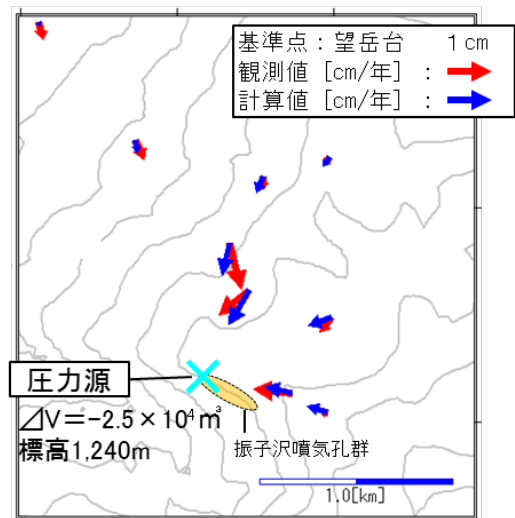 基準点：望岳台　1cm
観測値 [cm/年] ：
計算値 [cm/年] ：
圧力源
⊿V=-2.5×10⁴㎥
標高1,240m
振子沢噴気孔群
1.0[km]